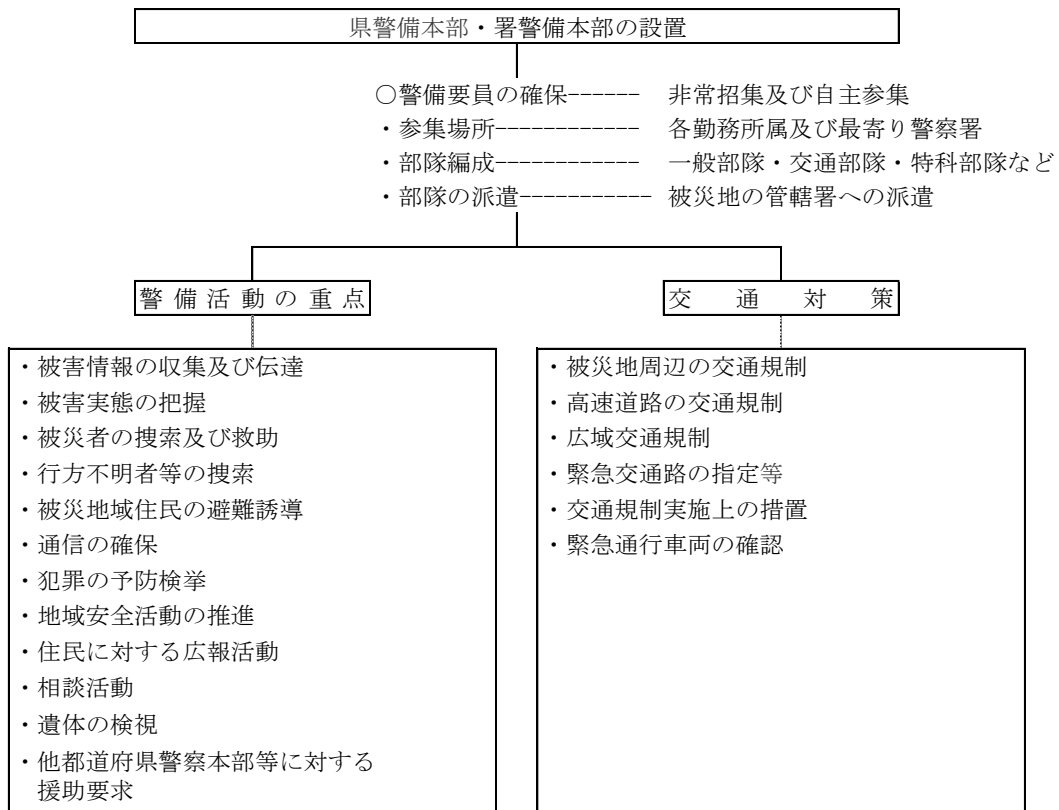 県警備本部・署警備本部の設置
○警備要員の確保------ 非常招集及び自主参集
・参集場所------------ 各勤務所属及び最寄り警察署
・部隊編成------------ 一般部隊・交通部隊・特科部隊など
・部隊の派遣----------- 被災地の管轄署への派遣
警備活動の重点
交通対策
・被害情報の収集及び伝達
・被害実態の把握
・被災者の捜索及び救助
・行方不明者等の捜索
・被災地域住民の避難誘導
・通信の確保
・犯罪の予防検挙
・地域安全活動の推進
・住民に対する広報活動
・相談活動
・遺体の検視
・他都道府県警察本部等に対する
援助要求
・被災地周辺の交通規制
・高速道路の交通規制
・広域交通規制
・緊急交通路の指定等
・交通規制実施上の措置
・緊急通行車両の確認